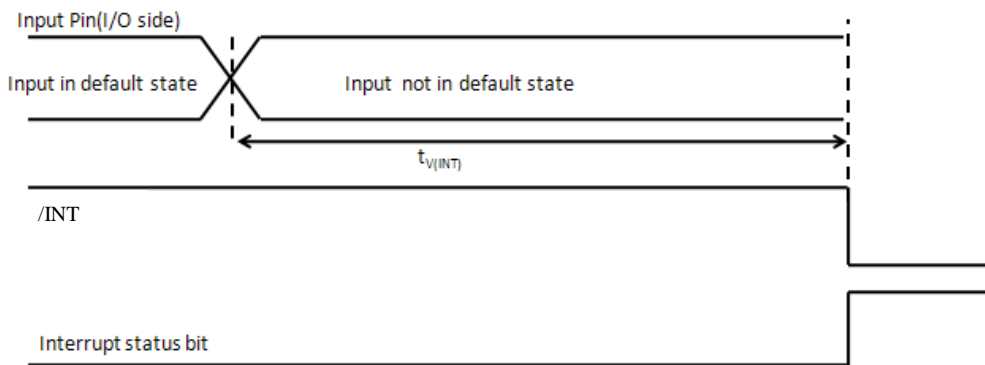 Input Pin(I/O side)
Input in default state
Input not in default state
tV(INT)
/INT
Interrupt status bit